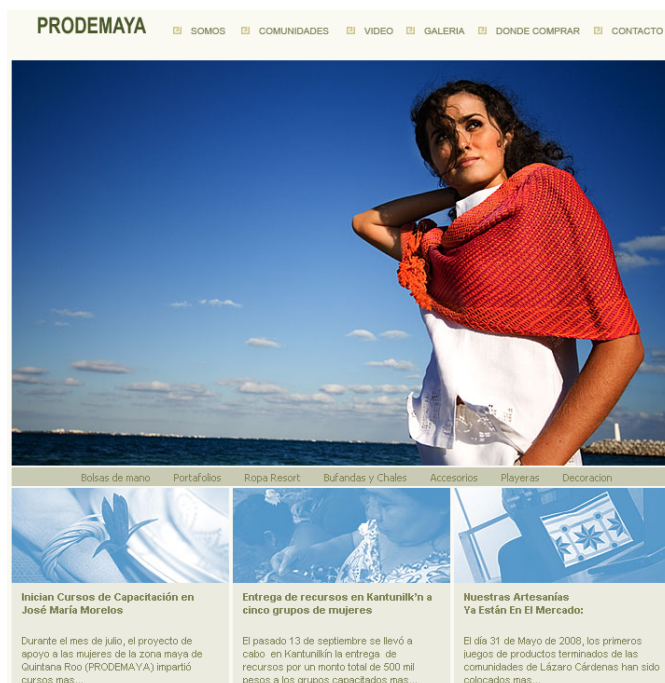 PRODEMAYA
SOMOS COMUNIDADES VIDEO GALERIA DONDE COMPRAR CONTACTO
Bolsas de mano Portafolios Ropa Resort Bufandas y Chales Accesorios Playeras Decoracion
Inician Cursos de Capacitación en
José María Morelos
Durante el mes de julio, el proyecto de
apoyo a las mujeres de la zona maya de
Quintana Roo (PRODEMAYA) impartió
cursos mas...
Entrega de recursos en Kantunilk'n a
cinco grupos de mujeres
El pasado 13 de septiembre se llevó a
cabo en Kantunilkín la entrega de
recursos por un monto total de 500 mil
pesos a los grupos capacitados mas...
Nuestras Artesanías
Ya Están En El Mercado:
El día 31 de Mayo de 2008, los primeros
juegos de productos terminados de las
comunidades de Lázaro Cárdenas han sido
colocados mas...